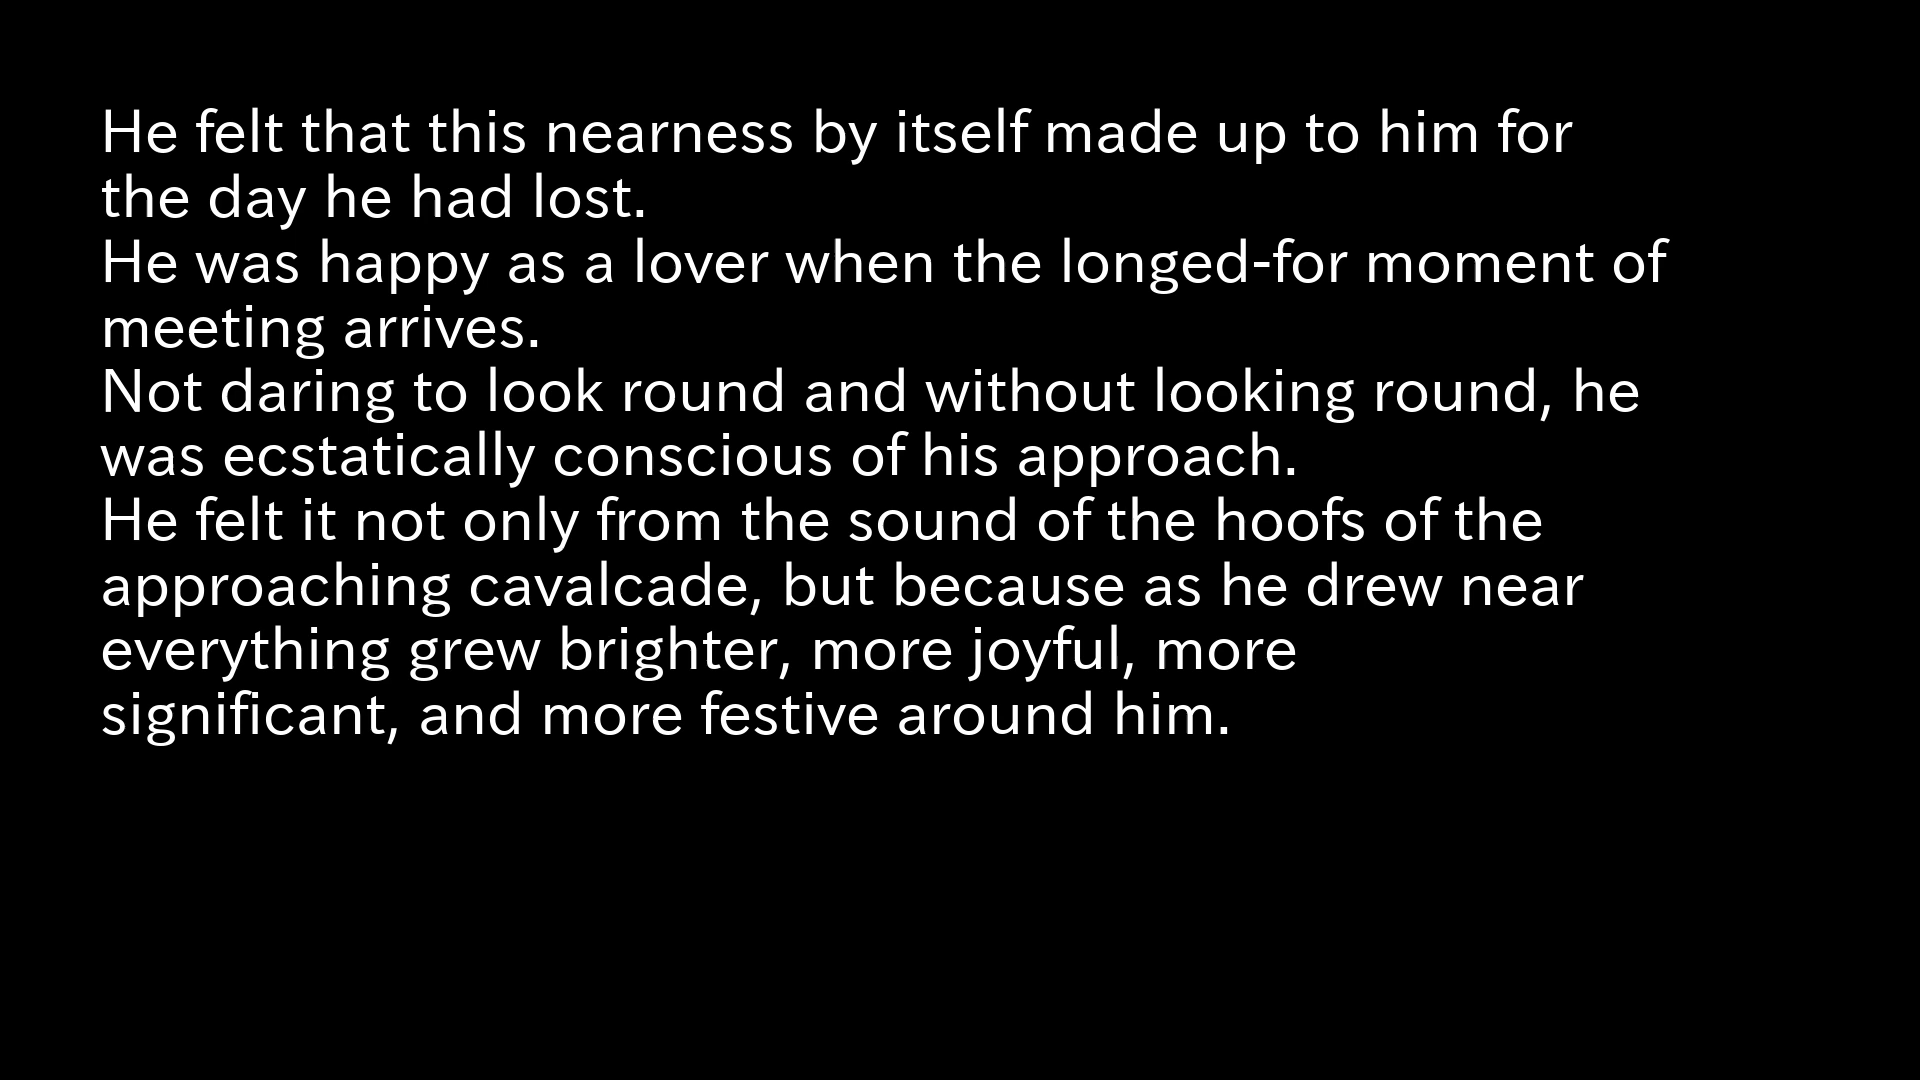 He felt that this nearness by itself made up to him for
the day he had lost.
He was happy as a lover when the longed-for moment of
meeting arrives.
Not daring to look round and without looking round, he
was ecstatically conscious of his approach.
He felt it not only from the sound of the hoofs of the
approaching cavalcade, but because as he drew near
everything grew brighter, more joyful, more
significant, and more festive around him.